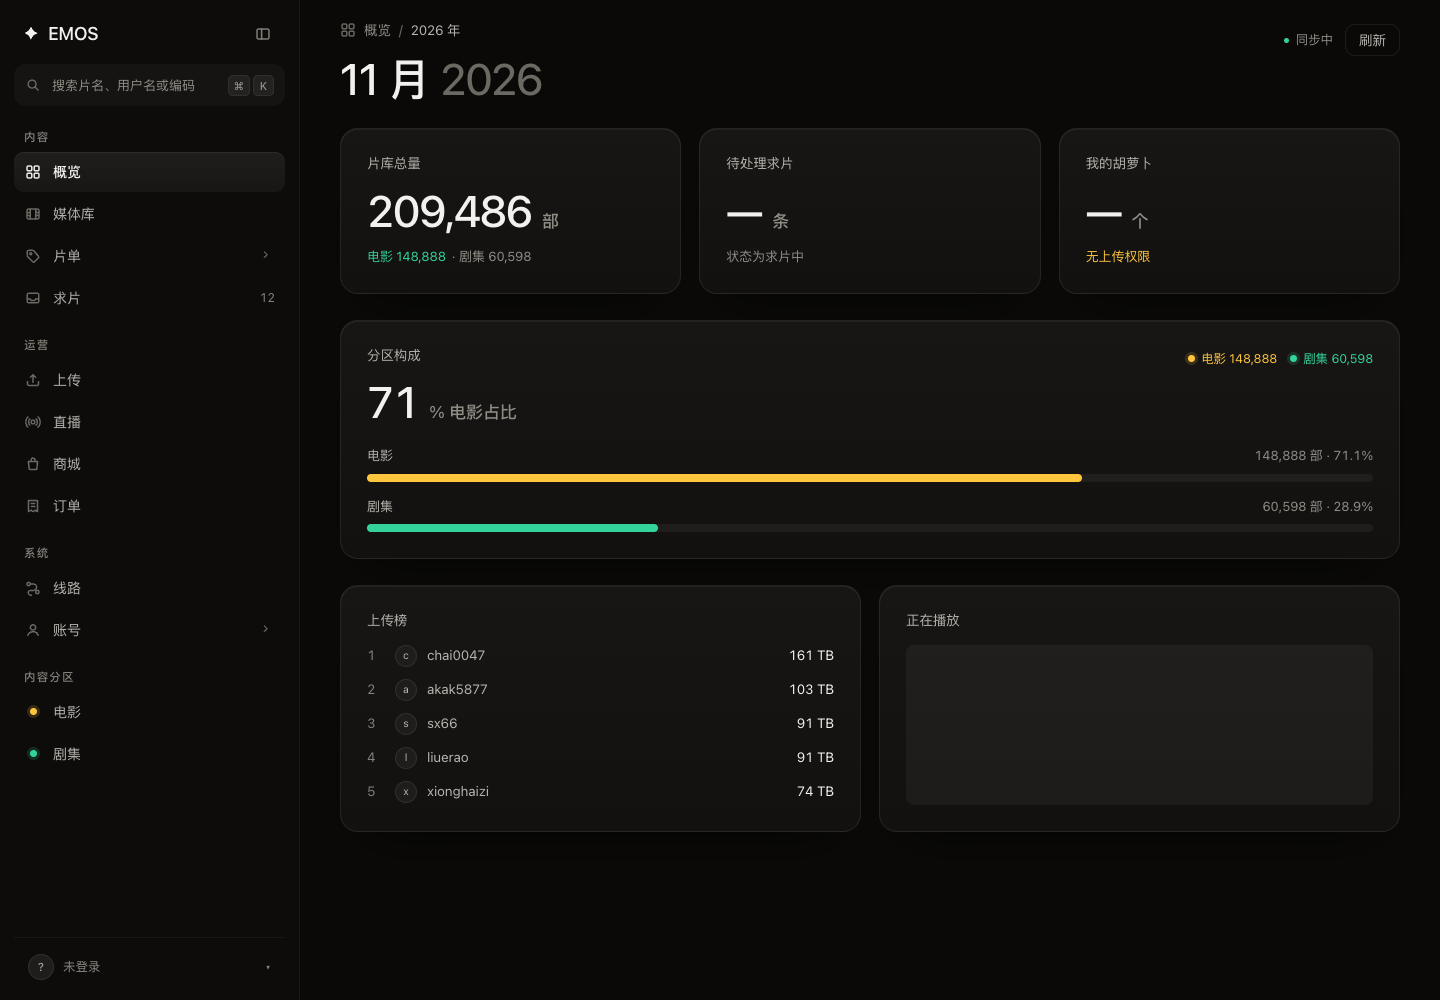 EMOS
搜索片名、用户名或编码 ⌘ K
内容
概览
媒体库
片单
求片 12
运营
上传
直播
商城
订单
系统
线路
账号
内容分区
电影
剧集
? 未登录
概览 / 2026 年
11 月 2026
同步中 刷新
片库总量
209,486 部
电影 148,888 · 剧集 60,598
待处理求片
— 条
状态为求片中
我的胡萝卜
— 个
无上传权限
分区构成
电影 148,888 剧集 60,598
71 % 电影占比
电影 148,888 部 · 71.1%
剧集 60,598 部 · 28.9%
上传榜
1 c chai0047 161 TB
2 a akak5877 103 TB
3 s sx66 91 TB
4 l liuerao 91 TB
5 x xionghaizi 74 TB
正在播放